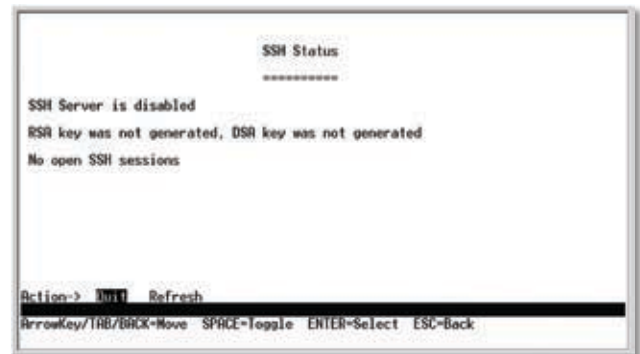 SSH Status
==========
SSH Server is disabled
RSA key was not generated, DSA key was not generated
No open SSH sessions
Action-> Quit Refresh
ArrowKey/TAB/BACK=Move SPACE=Toggle ENTER=Select ESC=Back